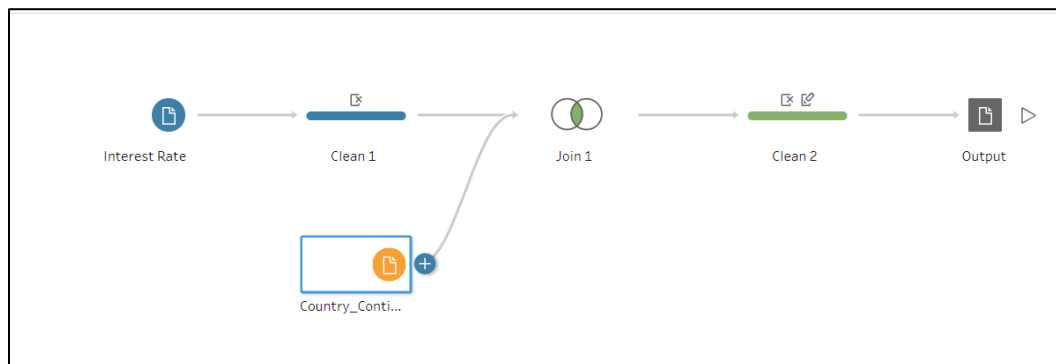 Interest Rate
Clean 1
Join 1
Clean 2
Output
Country_Conti...